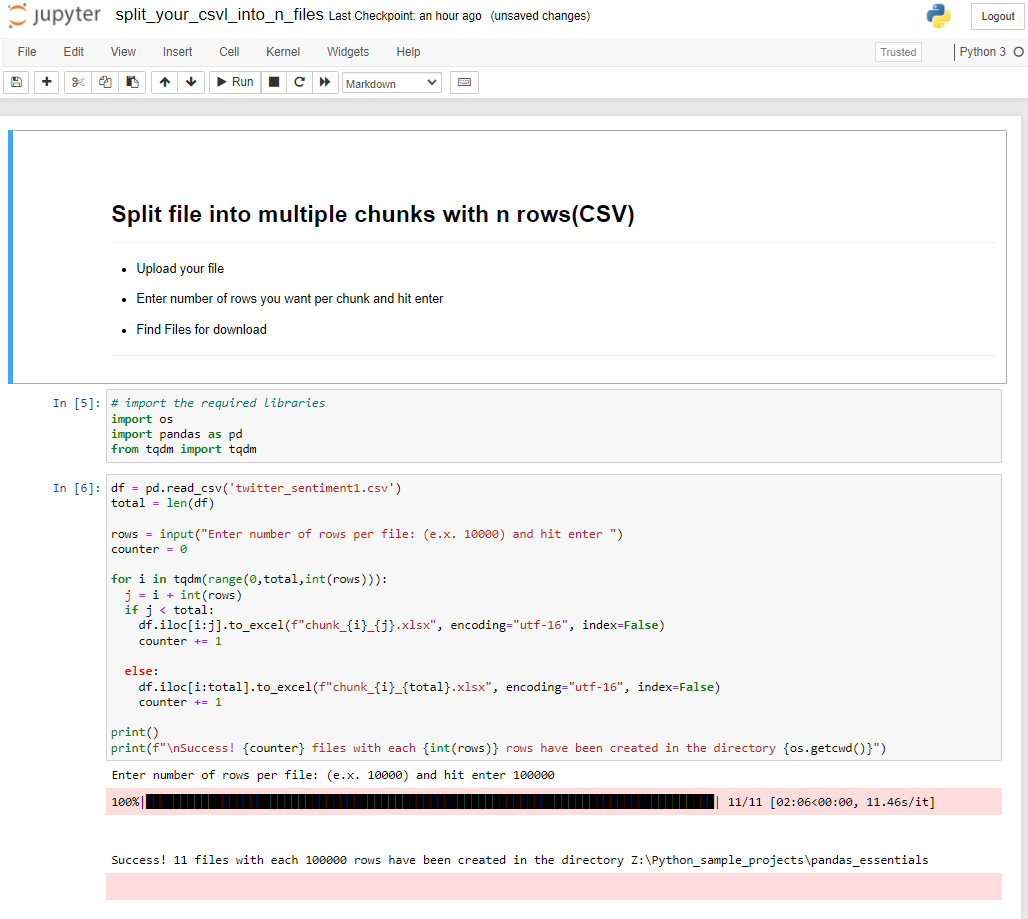 jupyter split_your_csvl_into_n_files Last Checkpoint: an hour ago (unsaved changes) Logout
File Edit View Insert Cell Kernel Widgets Help Trusted Python 3
Run Markdown
Split file into multiple chunks with n rows(CSV)
• Upload your file
• Enter number of rows you want per chunk and hit enter
• Find Files for download
In [5]: # import the required libraries
import os
import pandas as pd
from tqdm import tqdm
In [6]: df = pd.read_csv('twitter_sentiment1.csv')
total = len(df)
rows = input("Enter number of rows per file: (e.x. 10000) and hit enter ")
counter = 0
for i in tqdm(range(0,total,int(rows))):
  j = i + int(rows)
  if j < total:
    df.iloc[i:j].to_excel(f"chunk_{i}_{j}.xlsx", encoding="utf-16", index=False)
    counter += 1
  else:
    df.iloc[i:total].to_excel(f"chunk_{i}_{total}.xlsx", encoding="utf-16", index=False)
    counter += 1
print()
print(f"\nSuccess! {counter} files with each {int(rows)} rows have been created in the directory {os.getcwd()}")
Enter number of rows per file: (e.x. 10000) and hit enter 100000
100%| | 11/11 [02:06<00:00, 11.46s/it]
Success! 11 files with each 100000 rows have been created in the directory Z:\Python_sample_projects\pandas_essentials